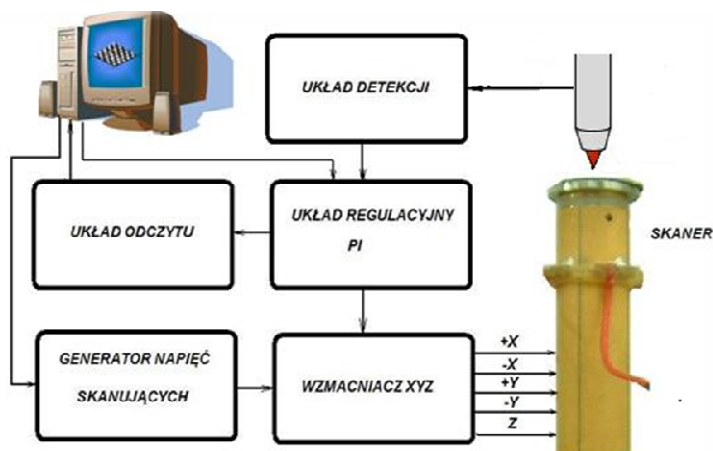 UKŁAD DETEKCJI
UKŁAD ODCZYTU
UKŁAD REGULACYJNY
PI
SKANER
GENERATOR NAPIĘĆ
SKANUJĄCYCH
WZMACNIACZ XYZ
+X
-X
+Y
-Y
Z